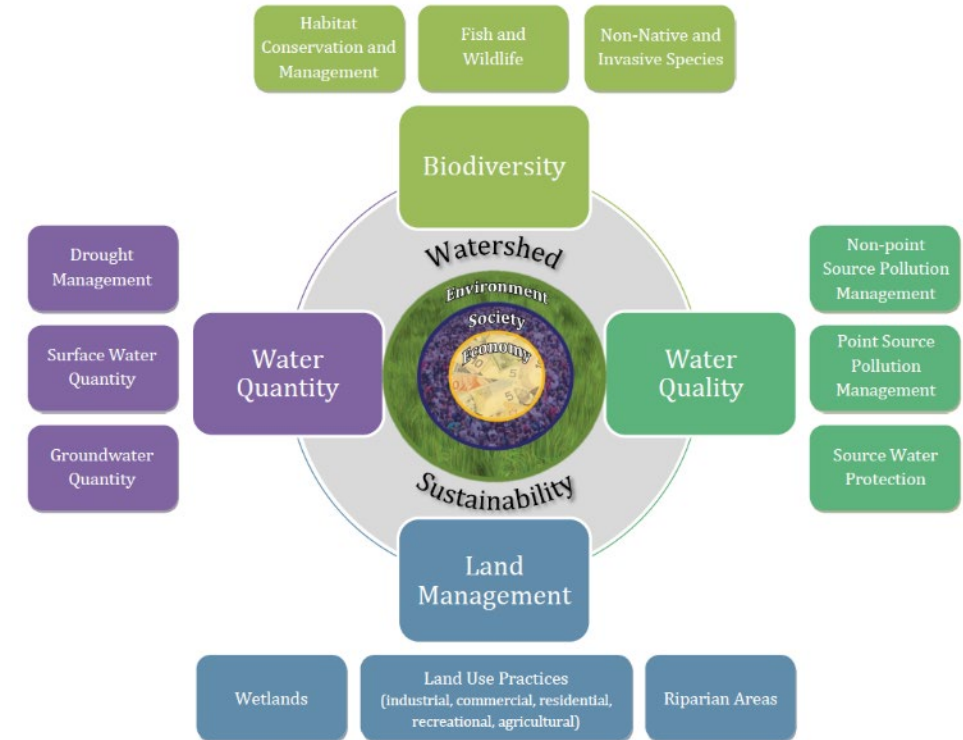 Habitat
Conservation and
Management
Fish and
Wildlife
Non-Native and
Invasive Species
Biodiversity
Drought
Management
Surface Water
Quantity
Groundwater
Quantity
Water
Quantity
Watershed
Environment
Society
Economy
Sustainability
Water
Quality
Non-point
Source Pollution
Management
Point Source
Pollution
Management
Source Water
Protection
Land
Management
Wetlands
Land Use Practices
(industrial, commercial, residential,
recreational, agricultural)
Riparian Areas